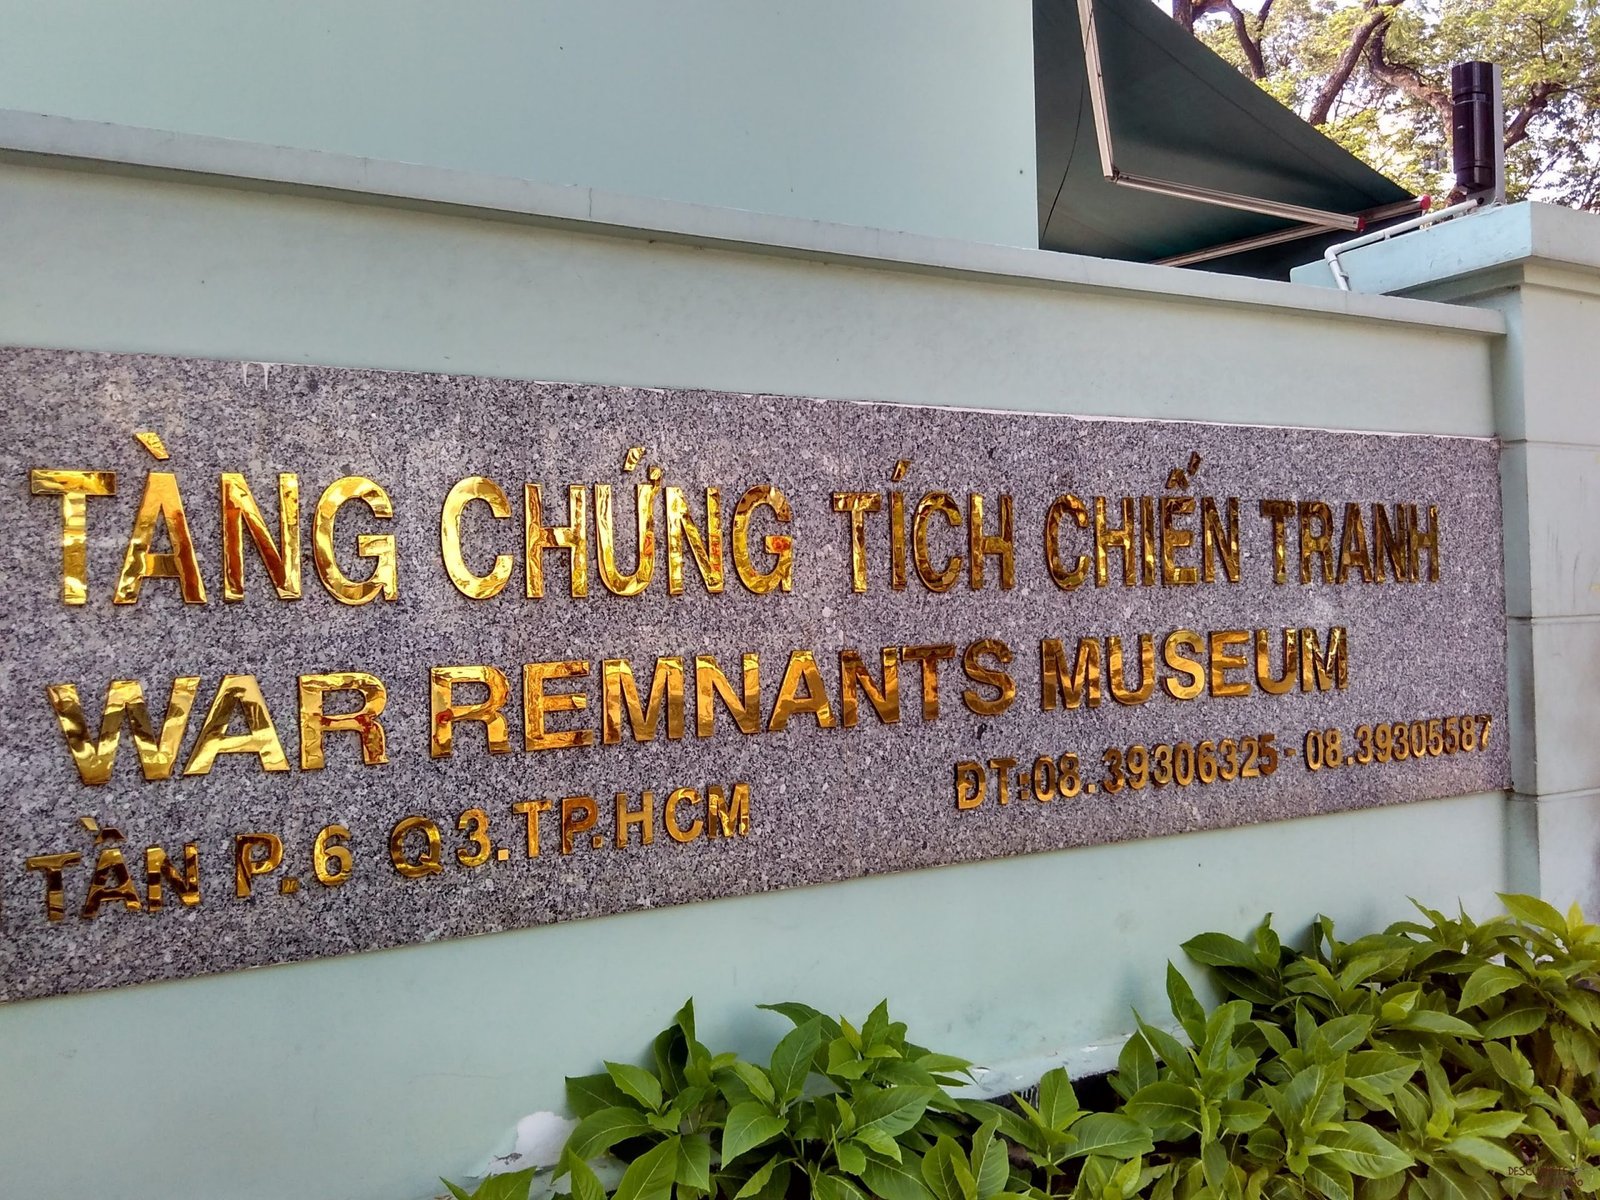 TÀNG CHỨNG TÍCH CHIẾN TRANH
WAR REMNANTS MUSEUM
TẦN P.6 Q3.TP.HCM ĐT:08.39306325 - 08.39305587